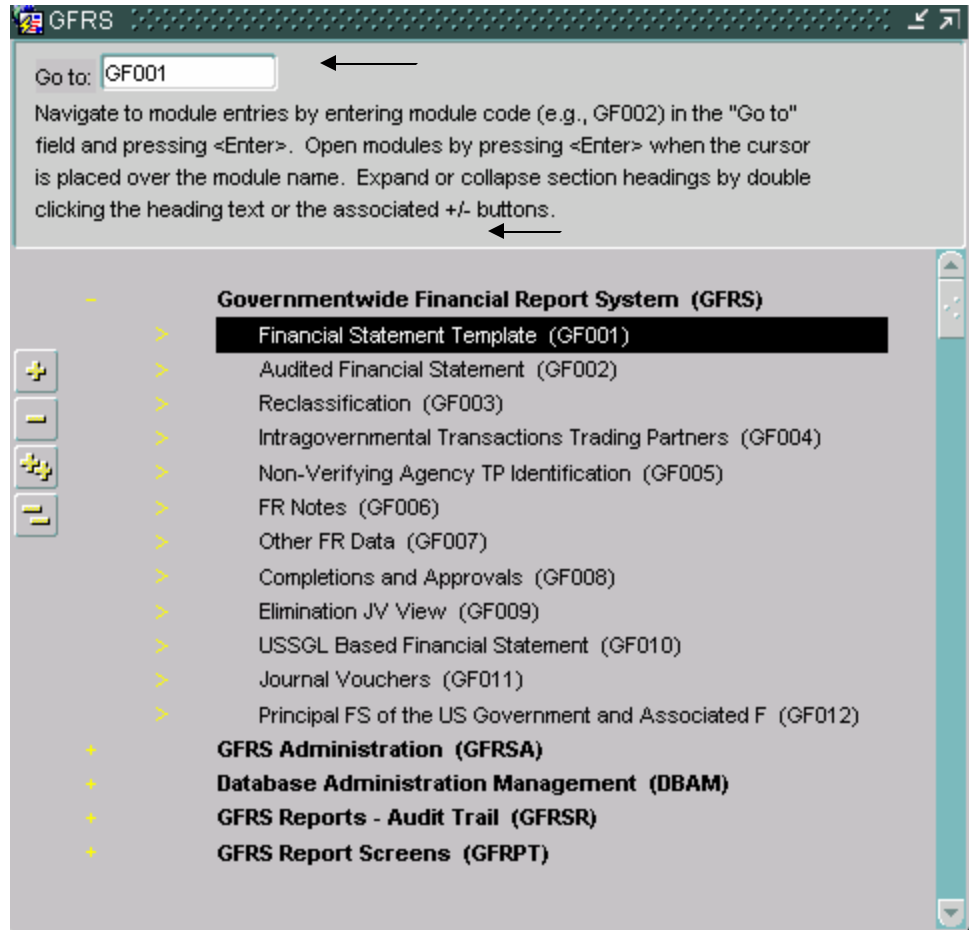 GFRS
Go to: GF001
Navigate to module entries by entering module code (e.g., GF002) in the "Go to"
field and pressing <Enter>. Open modules by pressing <Enter> when the cursor
is placed over the module name. Expand or collapse section headings by double
clicking the heading text or the associated +/- buttons.
- Governmentwide Financial Report System (GFRS)
> Financial Statement Template (GF001)
> Audited Financial Statement (GF002)
> Reclassification (GF003)
> Intragovernmental Transactions Trading Partners (GF004)
> Non-Verifying Agency TP Identification (GF005)
> FR Notes (GF006)
> Other FR Data (GF007)
> Completions and Approvals (GF008)
> Elimination JV View (GF009)
> USSGL Based Financial Statement (GF010)
> Journal Vouchers (GF011)
> Principal FS of the US Government and Associated F (GF012)
+ GFRS Administration (GFRSA)
+ Database Administration Management (DBAM)
+ GFRS Reports - Audit Trail (GFRSR)
+ GFRS Report Screens (GFRPT)